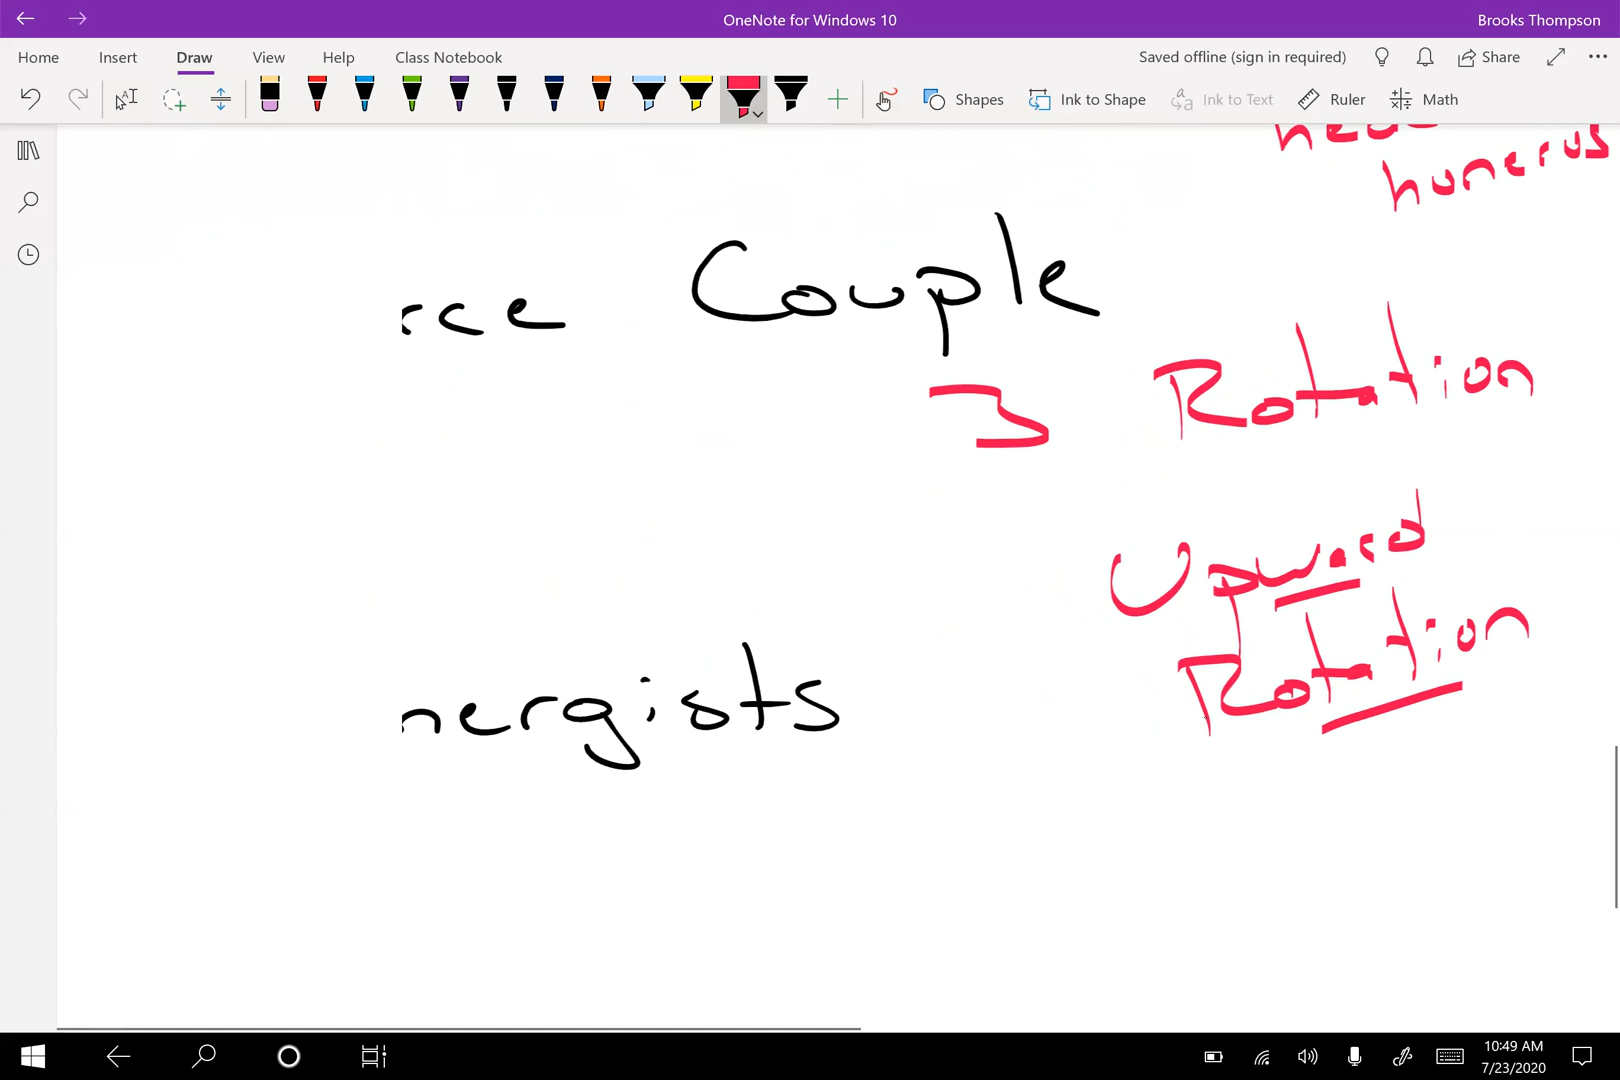 OneNote for Windows 10
Brooks Thompson
Home Insert Draw View Help Class Notebook
Saved offline (sign in required) Share
Shapes Ink to Shape Ink to Text Ruler Math
humerus
rce Couple
3 Rotation
Upward
Rotation
nergists
10:49 AM
7/23/2020